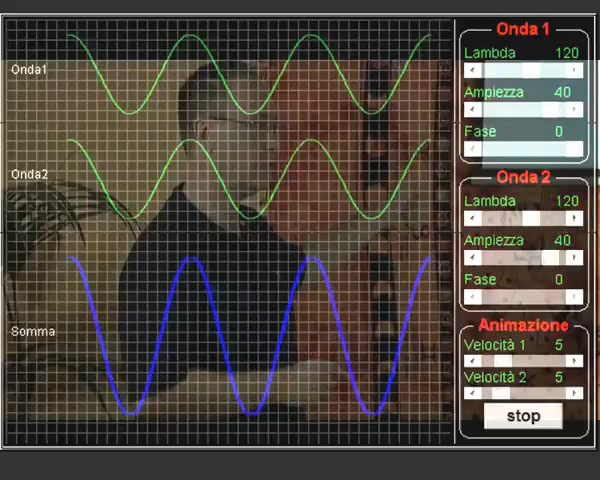 Onda1
Onda2
Somma
Onda 1
Lambda 120
Ampiezza 40
Fase 0
Onda 2
Lambda 120
Ampiezza 40
Fase 0
Animazione
Velocità 1 5
Velocità 2 5
stop